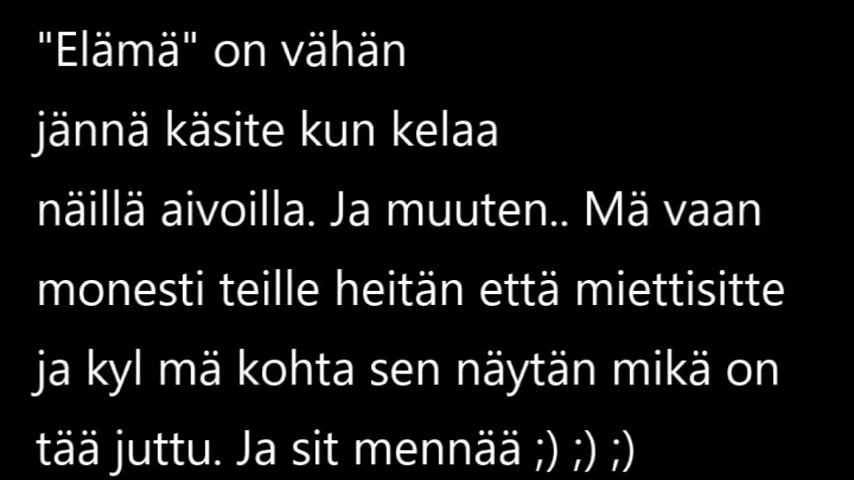 "Elämä" on vähän
jännä käsite kun kelaa
näillä aivoilla. Ja muuten.. Mä vaan
monesti teille heitän että miettisitte
ja kyl mä kohta sen näytän mikä on
tää juttu. Ja sit mennää ;) ;) ;)